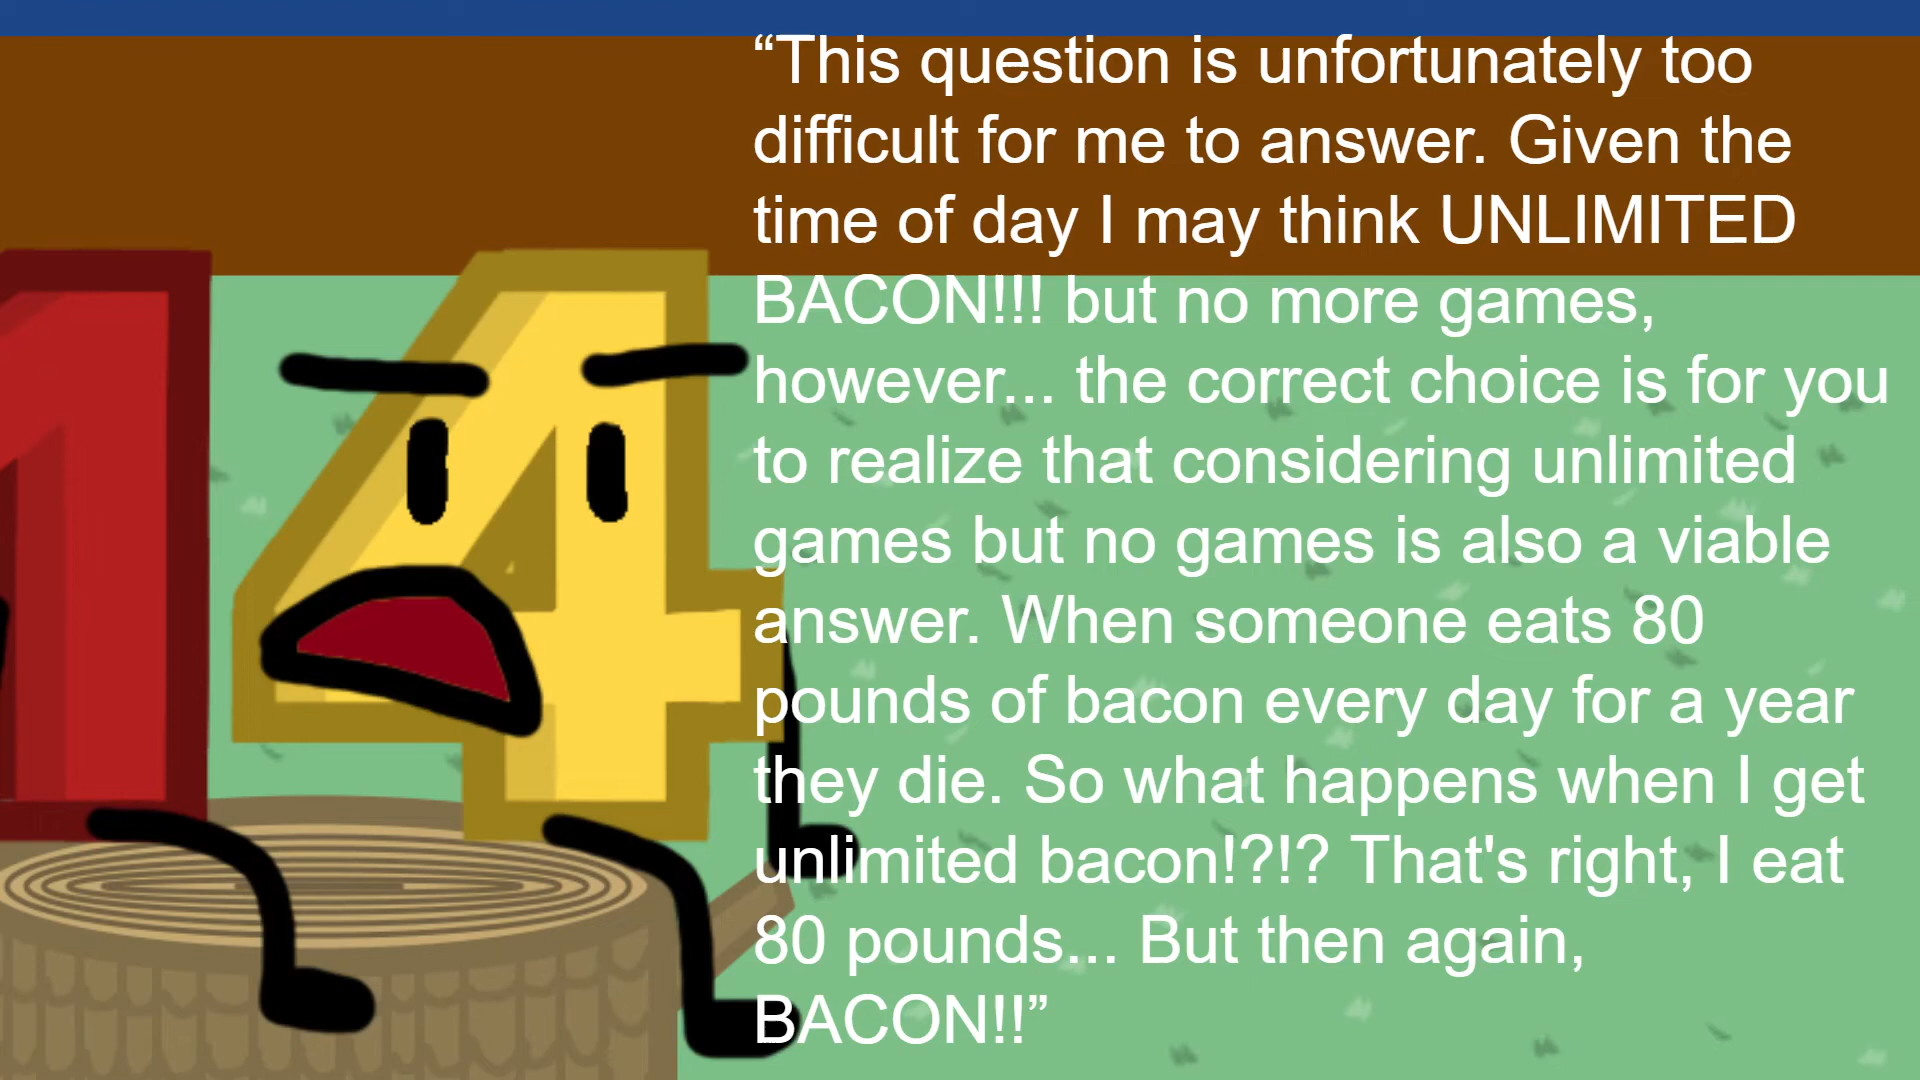 “This question is unfortunately too
difficult for me to answer. Given the
time of day I may think UNLIMITED
BACON!!! but no more games,
however... the correct choice is for you
to realize that considering unlimited
games but no games is also a viable
answer. When someone eats 80
pounds of bacon every day for a year
they die. So what happens when I get
unlimited bacon!?!? That's right, I eat
80 pounds... But then again,
BACON!!”